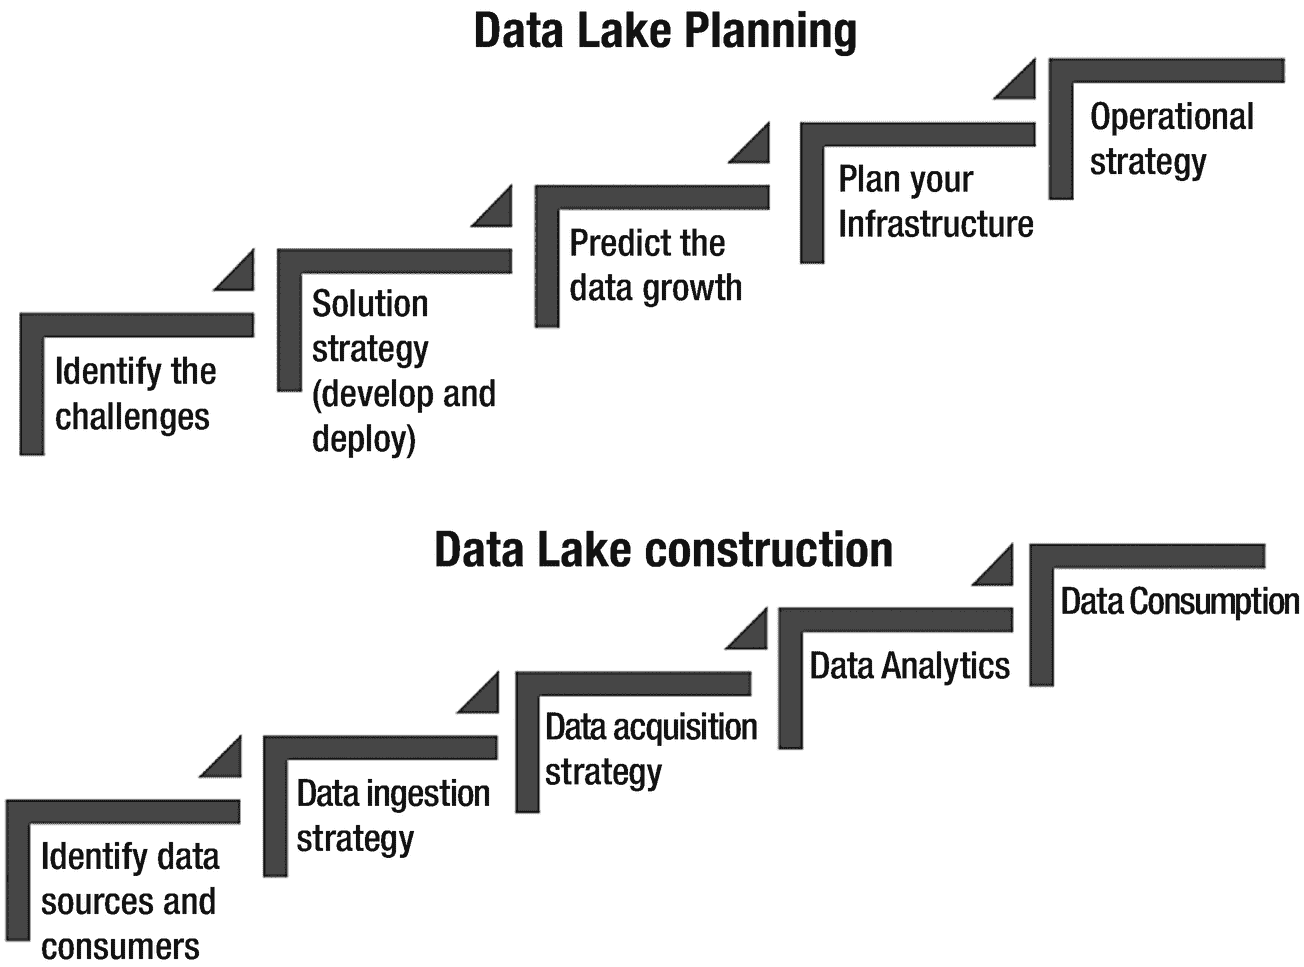 Data Lake Planning
Identify the
challenges
Solution
strategy
(develop and
deploy)
Predict the
data growth
Plan your
Infrastructure
Operational
strategy
Data Lake construction
Identify data
sources and
consumers
Data ingestion
strategy
Data acquisition
strategy
Data Analytics
Data Consumption